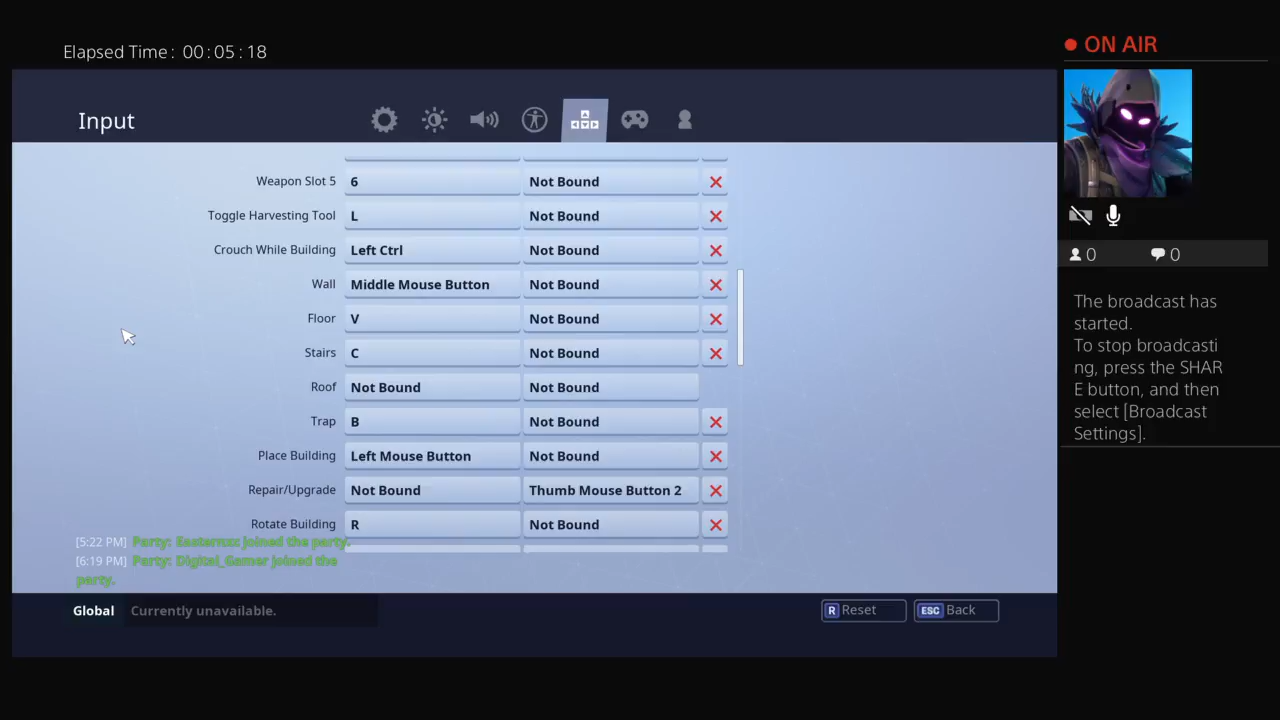 Elapsed Time: 00:05:18
ON AIR
Input
Weapon Slot 5 6 Not Bound
Toggle Harvesting Tool L Not Bound
Crouch While Building Left Ctrl Not Bound
Wall Middle Mouse Button Not Bound
Floor V Not Bound
Stairs C Not Bound
Roof Not Bound Not Bound
Trap B Not Bound
Place Building Left Mouse Button Not Bound
Repair/Upgrade Not Bound Thumb Mouse Button 2
Rotate Building R Not Bound
[5:22 PM] Party: joined the party.
[6:19 PM] Party: Digital_Gamer joined the
party.
Global Currently unavailable.
R Reset ESC Back
0 0
The broadcast has
started.
To stop broadcasti
ng, press the SHAR
E button, and then
select [Broadcast
Settings].